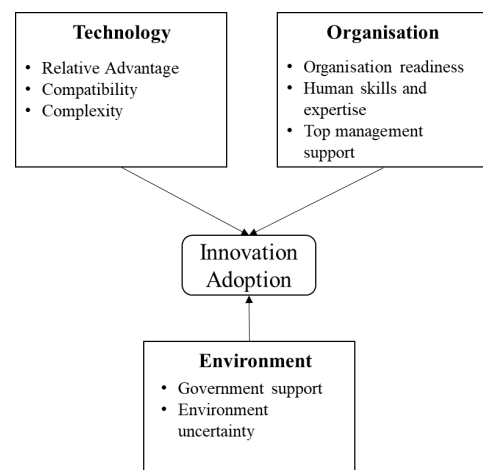 Technology
• Relative Advantage
• Compatibility
• Complexity
Organisation
• Organisation readiness
• Human skills and
expertise
• Top management
support
Innovation
Adoption
Environment
• Government support
• Environment
uncertainty